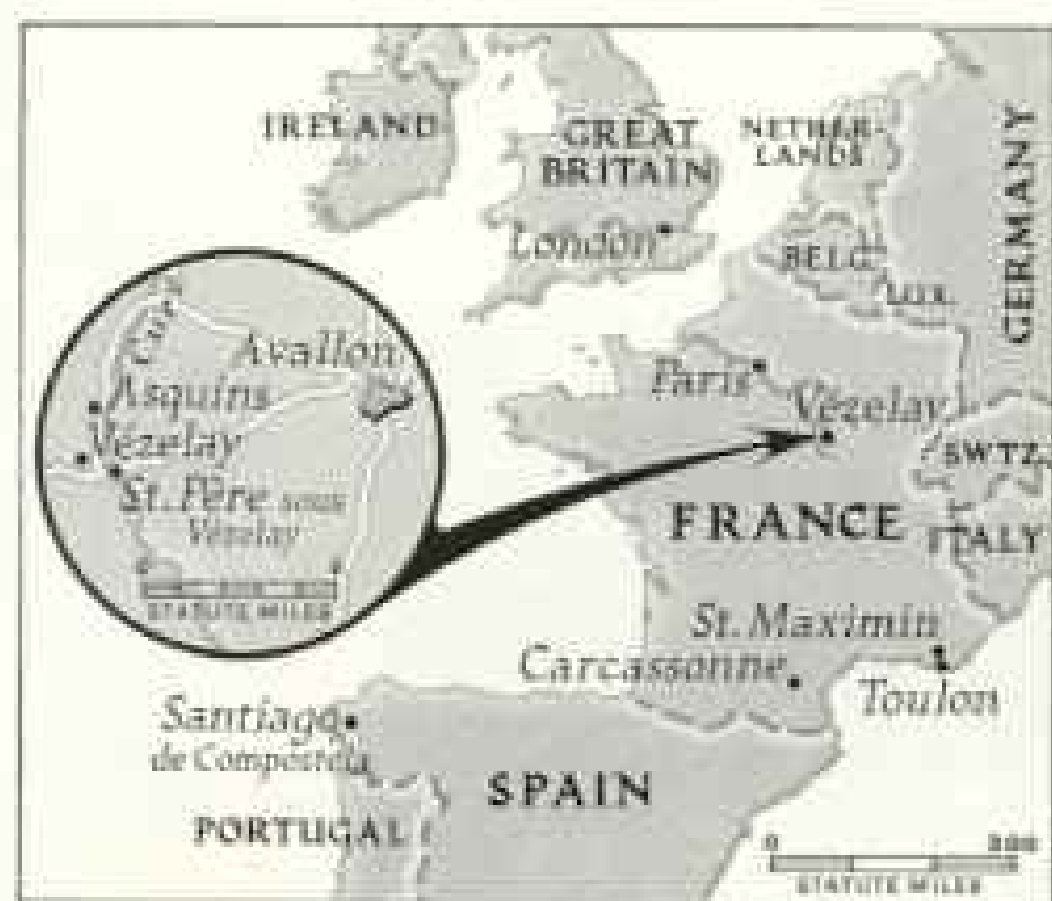 IRELAND
GREAT
BRITAIN
NETHER-
LANDS
London
BELG.
LUX.
GERMANY
Cure
Avallon
Asquins
Vézelay
St. Père sous
Vézelay
STATUTE MILES
Paris
Vézelay
SWTZ.
FRANCE
ITALY
St. Maximin
Carcassonne
Toulon
Santiago
de Compostela
SPAIN
PORTUGAL
0
STATUTE MILES